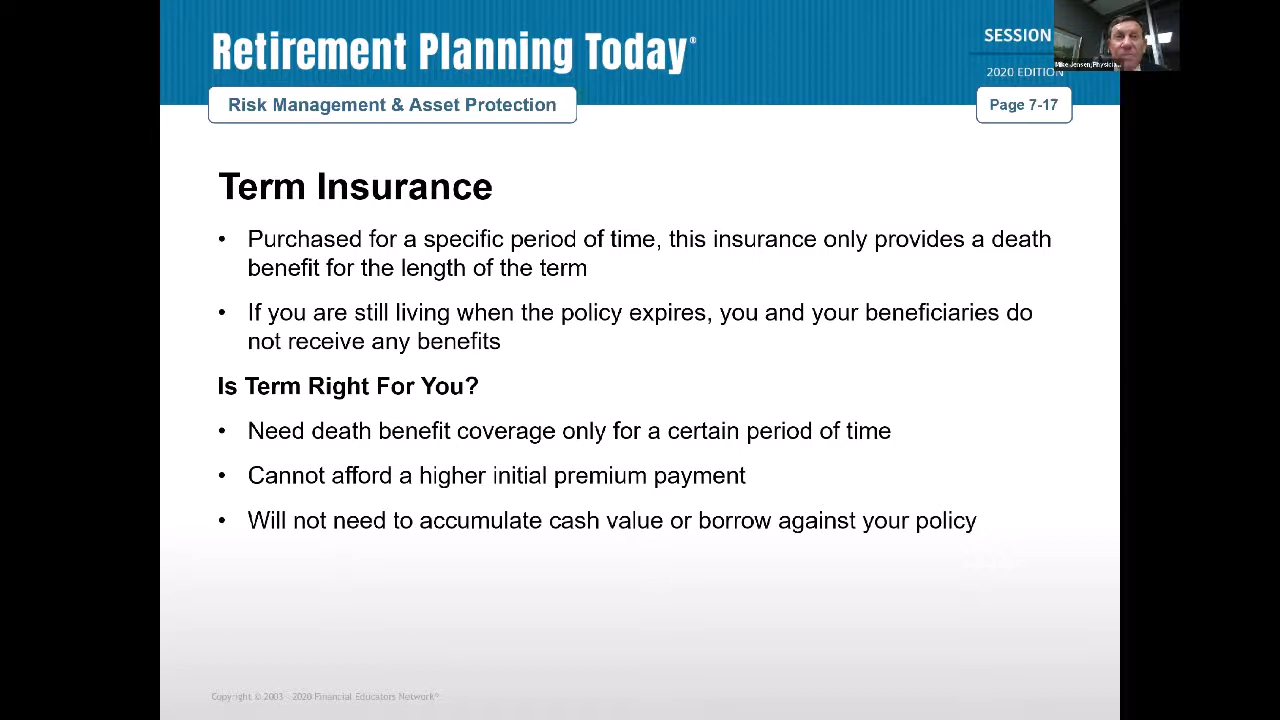 Retirement Planning Today®
SESSION
2020 EDITION
Mike Jensen, Physicia...
Risk Management & Asset Protection
Page 7-17
Term Insurance
• Purchased for a specific period of time, this insurance only provides a death
benefit for the length of the term
• If you are still living when the policy expires, you and your beneficiaries do
not receive any benefits
Is Term Right For You?
• Need death benefit coverage only for a certain period of time
• Cannot afford a higher initial premium payment
• Will not need to accumulate cash value or borrow against your policy
Copyright © 2003 - 2020 Financial Educators Network®